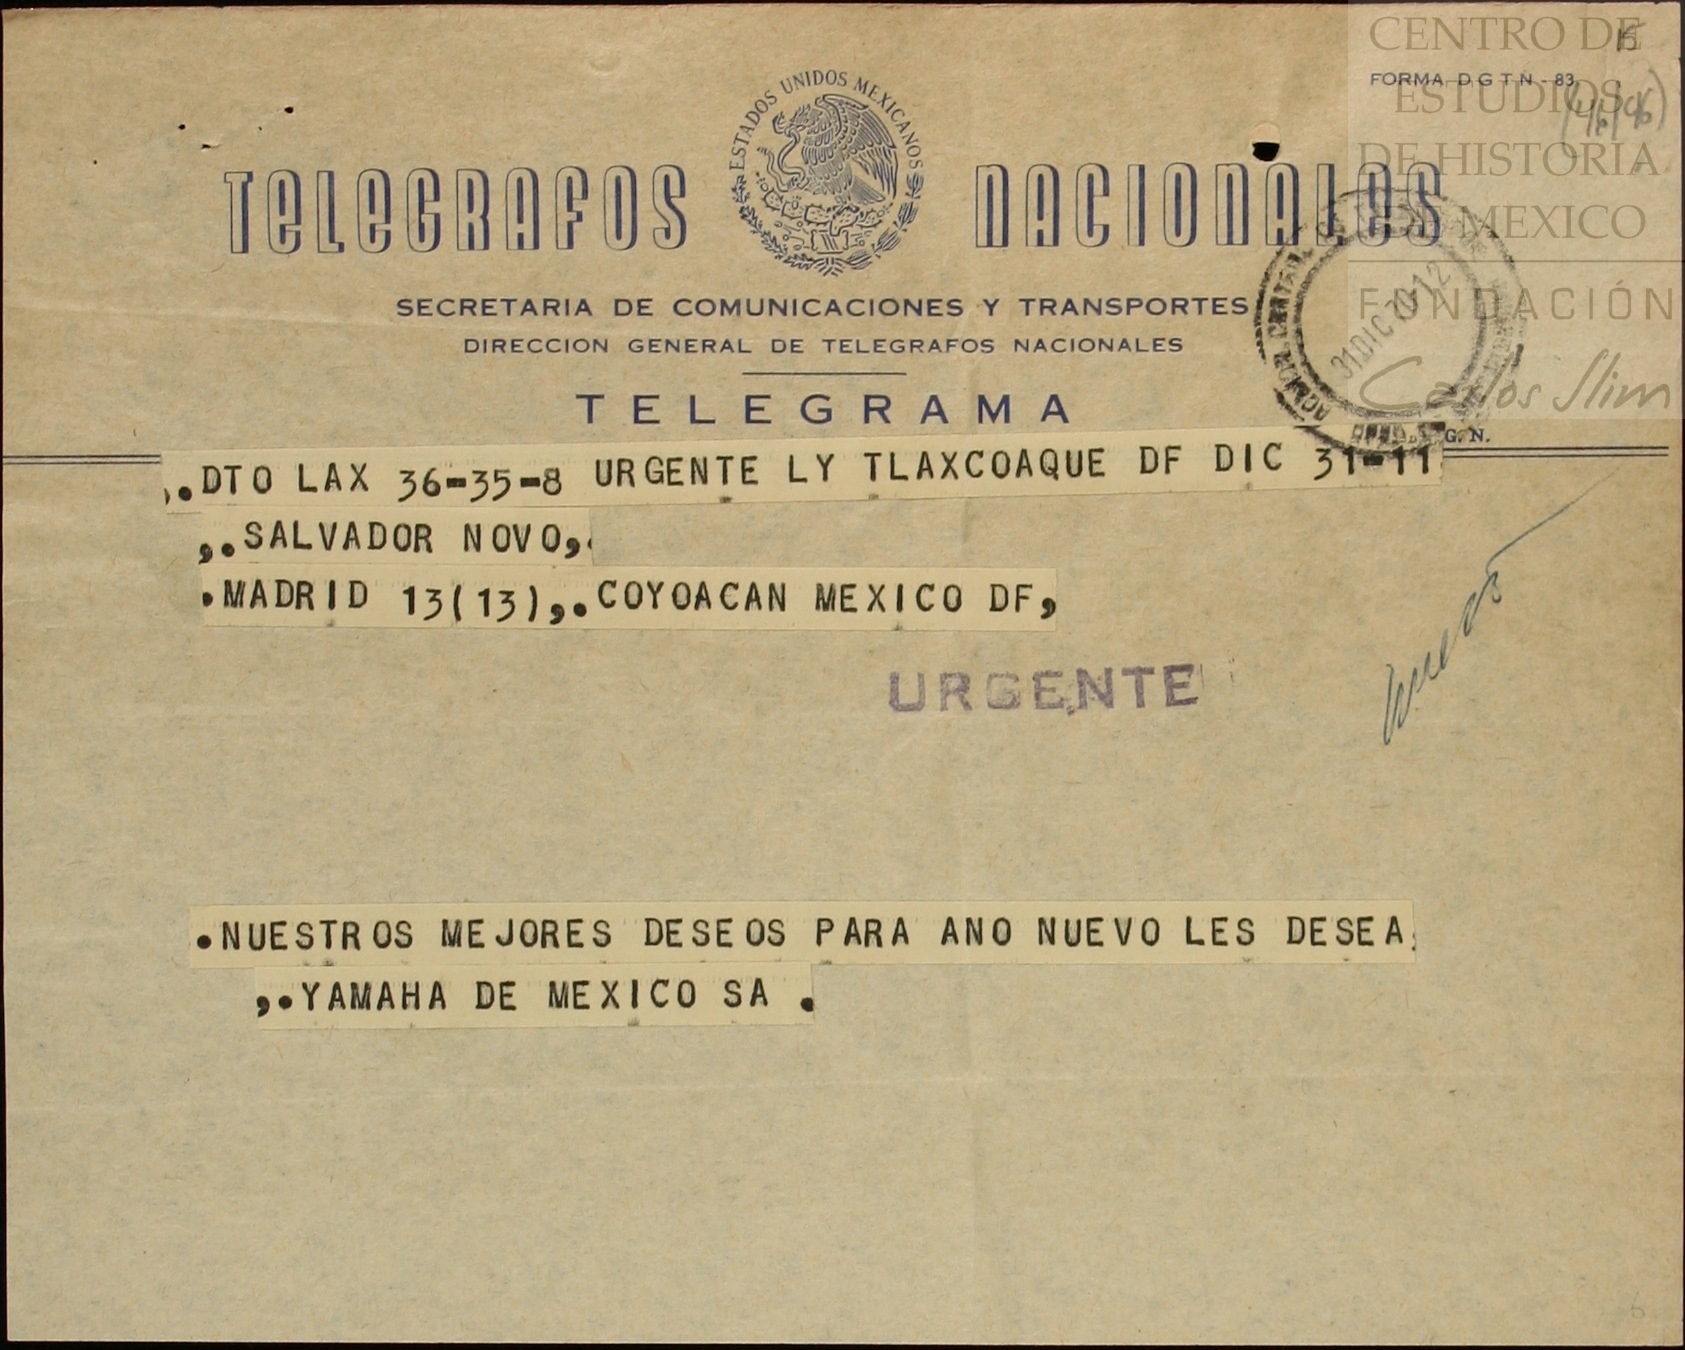 CENTRO DE
ESTUDIOS
DE HISTORIA
MEXICO
FUNDACIÓN
Carlos Slim
FORMA D G T N - 83
ESTADOS UNIDOS MEXICANOS
TELEGRAFOS NACIONALES
SECRETARIA DE COMUNICACIONES Y TRANSPORTES
DIRECCION GENERAL DE TELEGRAFOS NACIONALES
TELEGRAMA
31 DIC
G. N.
,.DTO LAX 36-35-8 URGENTE LY TLAXCOAQUE DF DIC 31-11
,.SALVADOR NOVO,.
.MADRID 13(13),.COYOACAN MEXICO DF,
URGENTE
.NUESTROS MEJORES DESEOS PARA ANO NUEVO LES DESEA
,.YAMAHA DE MEXICO SA .
6